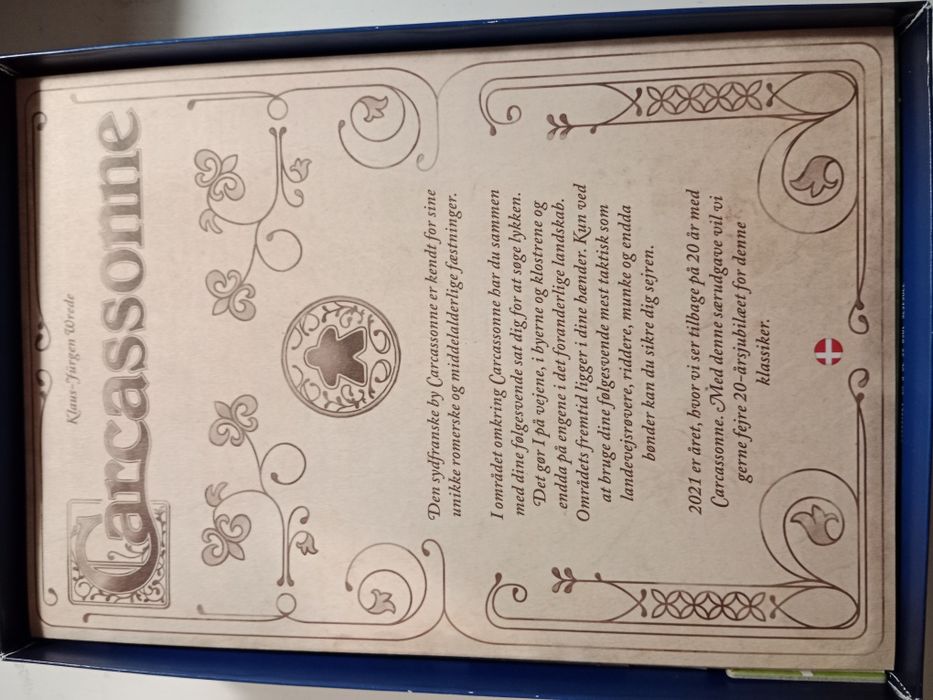 Klaus-Jürgen Wrede
Carcassonne
Den sydfranske by Carcassonne er kendt for sine
unikke romerske og middelalderlige fæstninger.
I området omkring Carcassonne har du sammen
med dine følgesvende sat dig for at søge lykken.
Det gør I på vejene, i byerne og klostrene og
endda på engene i det foranderlige landskab.
Områdets fremtid ligger i dine hænder. Kun ved
at bruge dine følgesvende mest taktisk som
landevejsrøvere, riddere, munke og endda
bønder kan du sikre dig sejren.
2021 er året, hvor vi ser tilbage på 20 år med
Carcassonne. Med denne særudgave vil vi
gerne fejre 20-årsjubilæet for denne
klassiker.